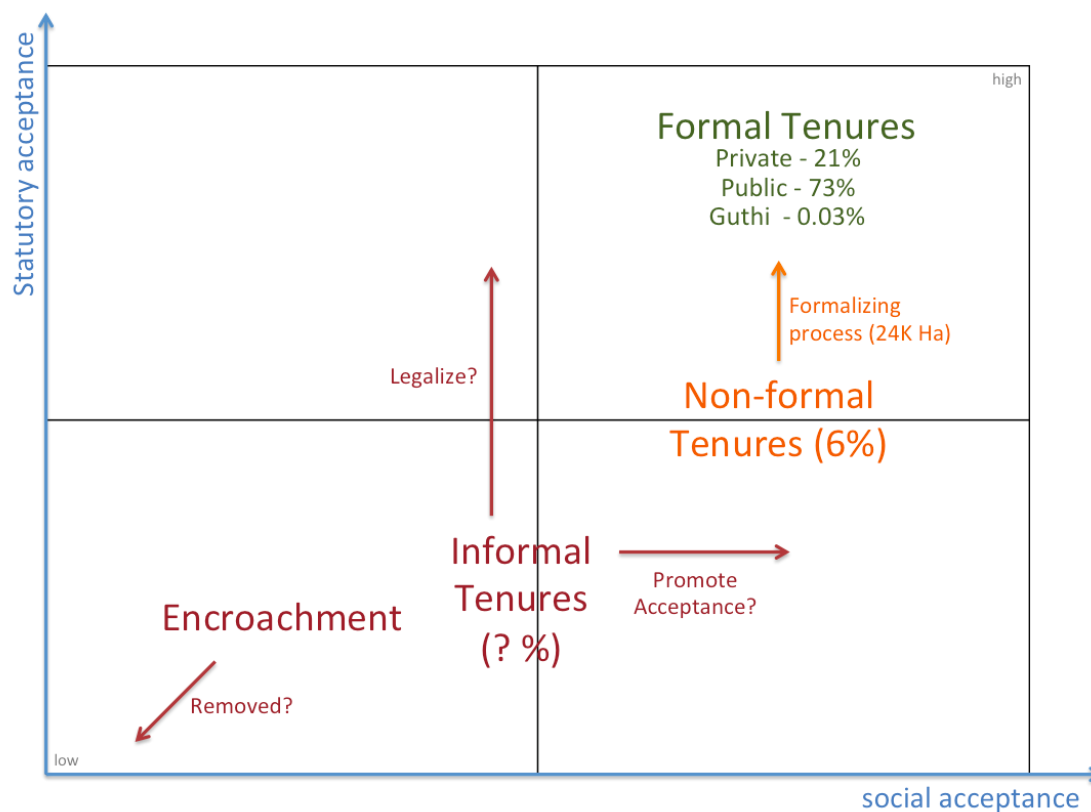 Statutory acceptance
high
Formal Tenures
Private - 21%
Public - 73%
Guthi - 0.03%
Formalizing
process (24K Ha)
Legalize?
Non-formal
Tenures (6%)
Informal
Tenures
(? %)
Promote
Acceptance?
Encroachment
Removed?
low
social acceptance